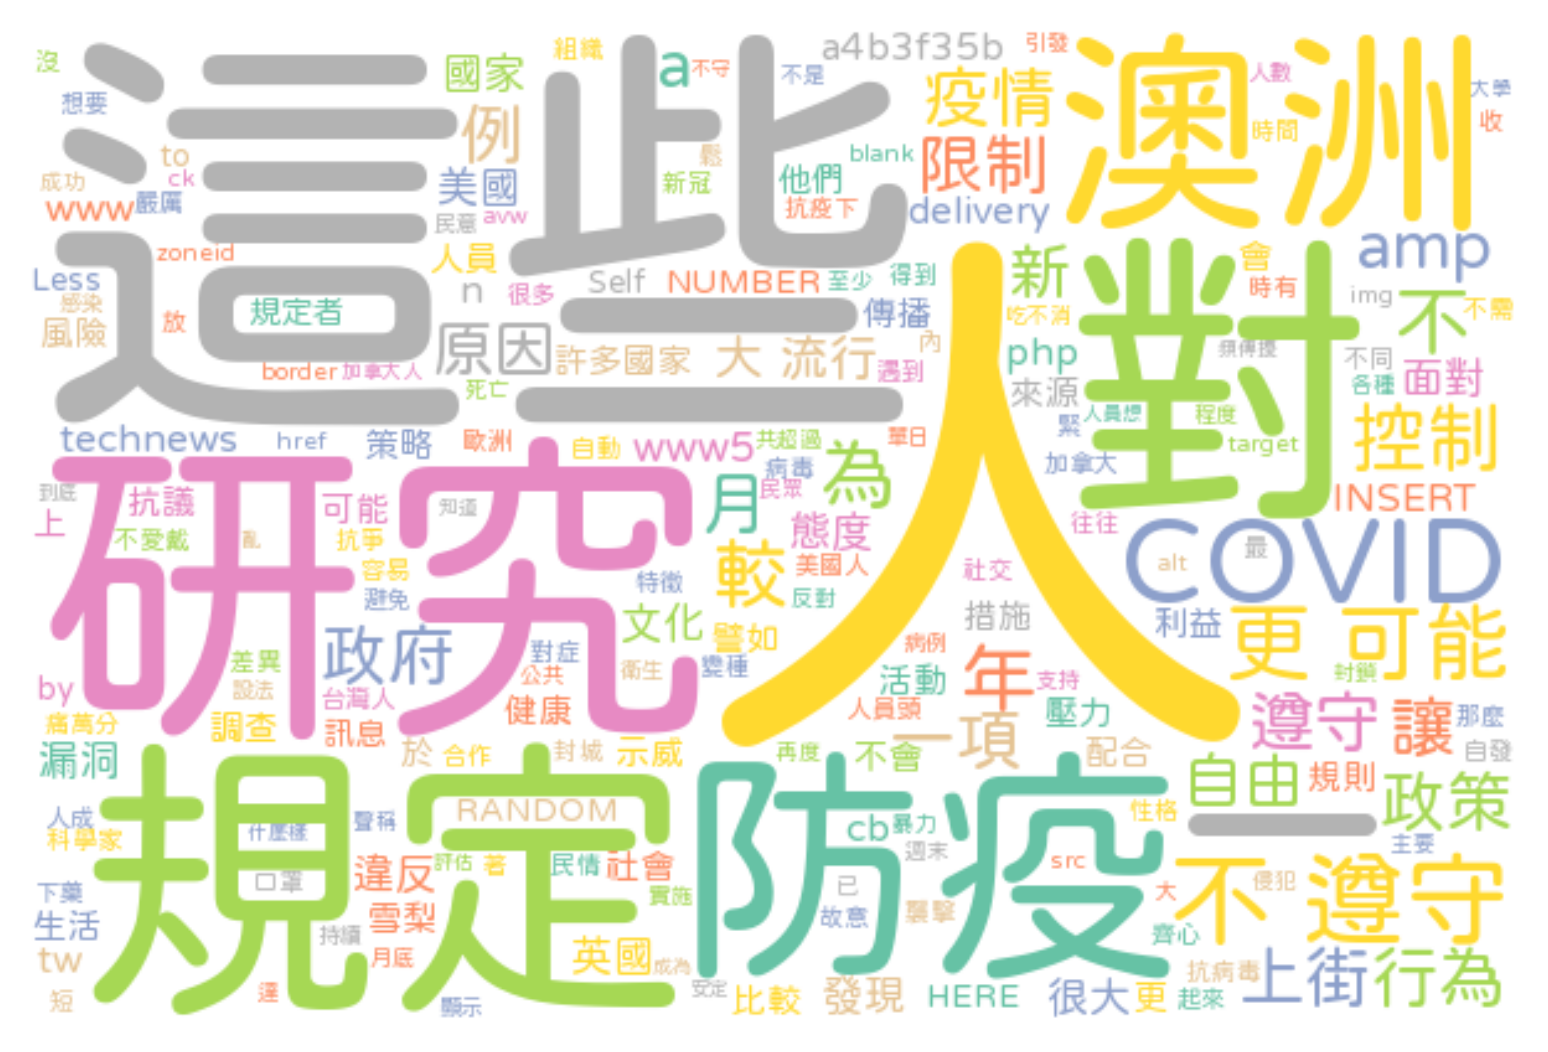 沒
想要
這些
國家
組織
a
不守
不是
a4b3f35b
引發
疫情
澳洲
人數
時間
大學
收
to
ck
成功
www
嚴厲
例
美國
民意
avw
鬆
新冠
他們
抗疫下
blank
限制
delivery
zoneid
Less
感染
風險
放
規定者
人員
n
很多
Self
NUMBER
至少
得到
傳播
新
會
時有
amp
img
不
不需
吃不消
對
人
原因
許多國家
大 流行
內
遇到
php
來源
不同
各種
面對
border
加拿大人
死亡
technews
href
策略
歐洲
自動
www5
共超過
單日
緊
人員想
程度
target
加拿大
控制
INSERT
到底
上
抗議
可能
研究
知道
月
病毒
民眾
為
態度
往往
不愛戴
亂
抗爭
容易
避免
特徵
較
美國人
反對
社交
COVID
alt
最
措施
利益
更 可能
政府
文化
譬如
對症
變種
公共
衛生
病例
活動
年
支持
封鎖
by
差異
設法
台灣人
健康
人員頭
壓力
遵守
讓
那麼
痛萬分
調查
訊息
於
合作
封城
示威
再度
不會
一項
配合
自發
漏洞
規定
防疫
自由
規則
政策
人成
科學家
聲稱
RANDOM
cb
暴力
週末
性格
一
主要
口罩
違反
評估
著
民情
社會
src
已
大
不 遵守
侵犯
下藥
生活
雪梨
實施
故意
襲擊
齊心
持續
月底
tw
英國
成為
抗病毒
上街
行為
短
顯示
安定
比較
發現
HERE
很大
更
起來